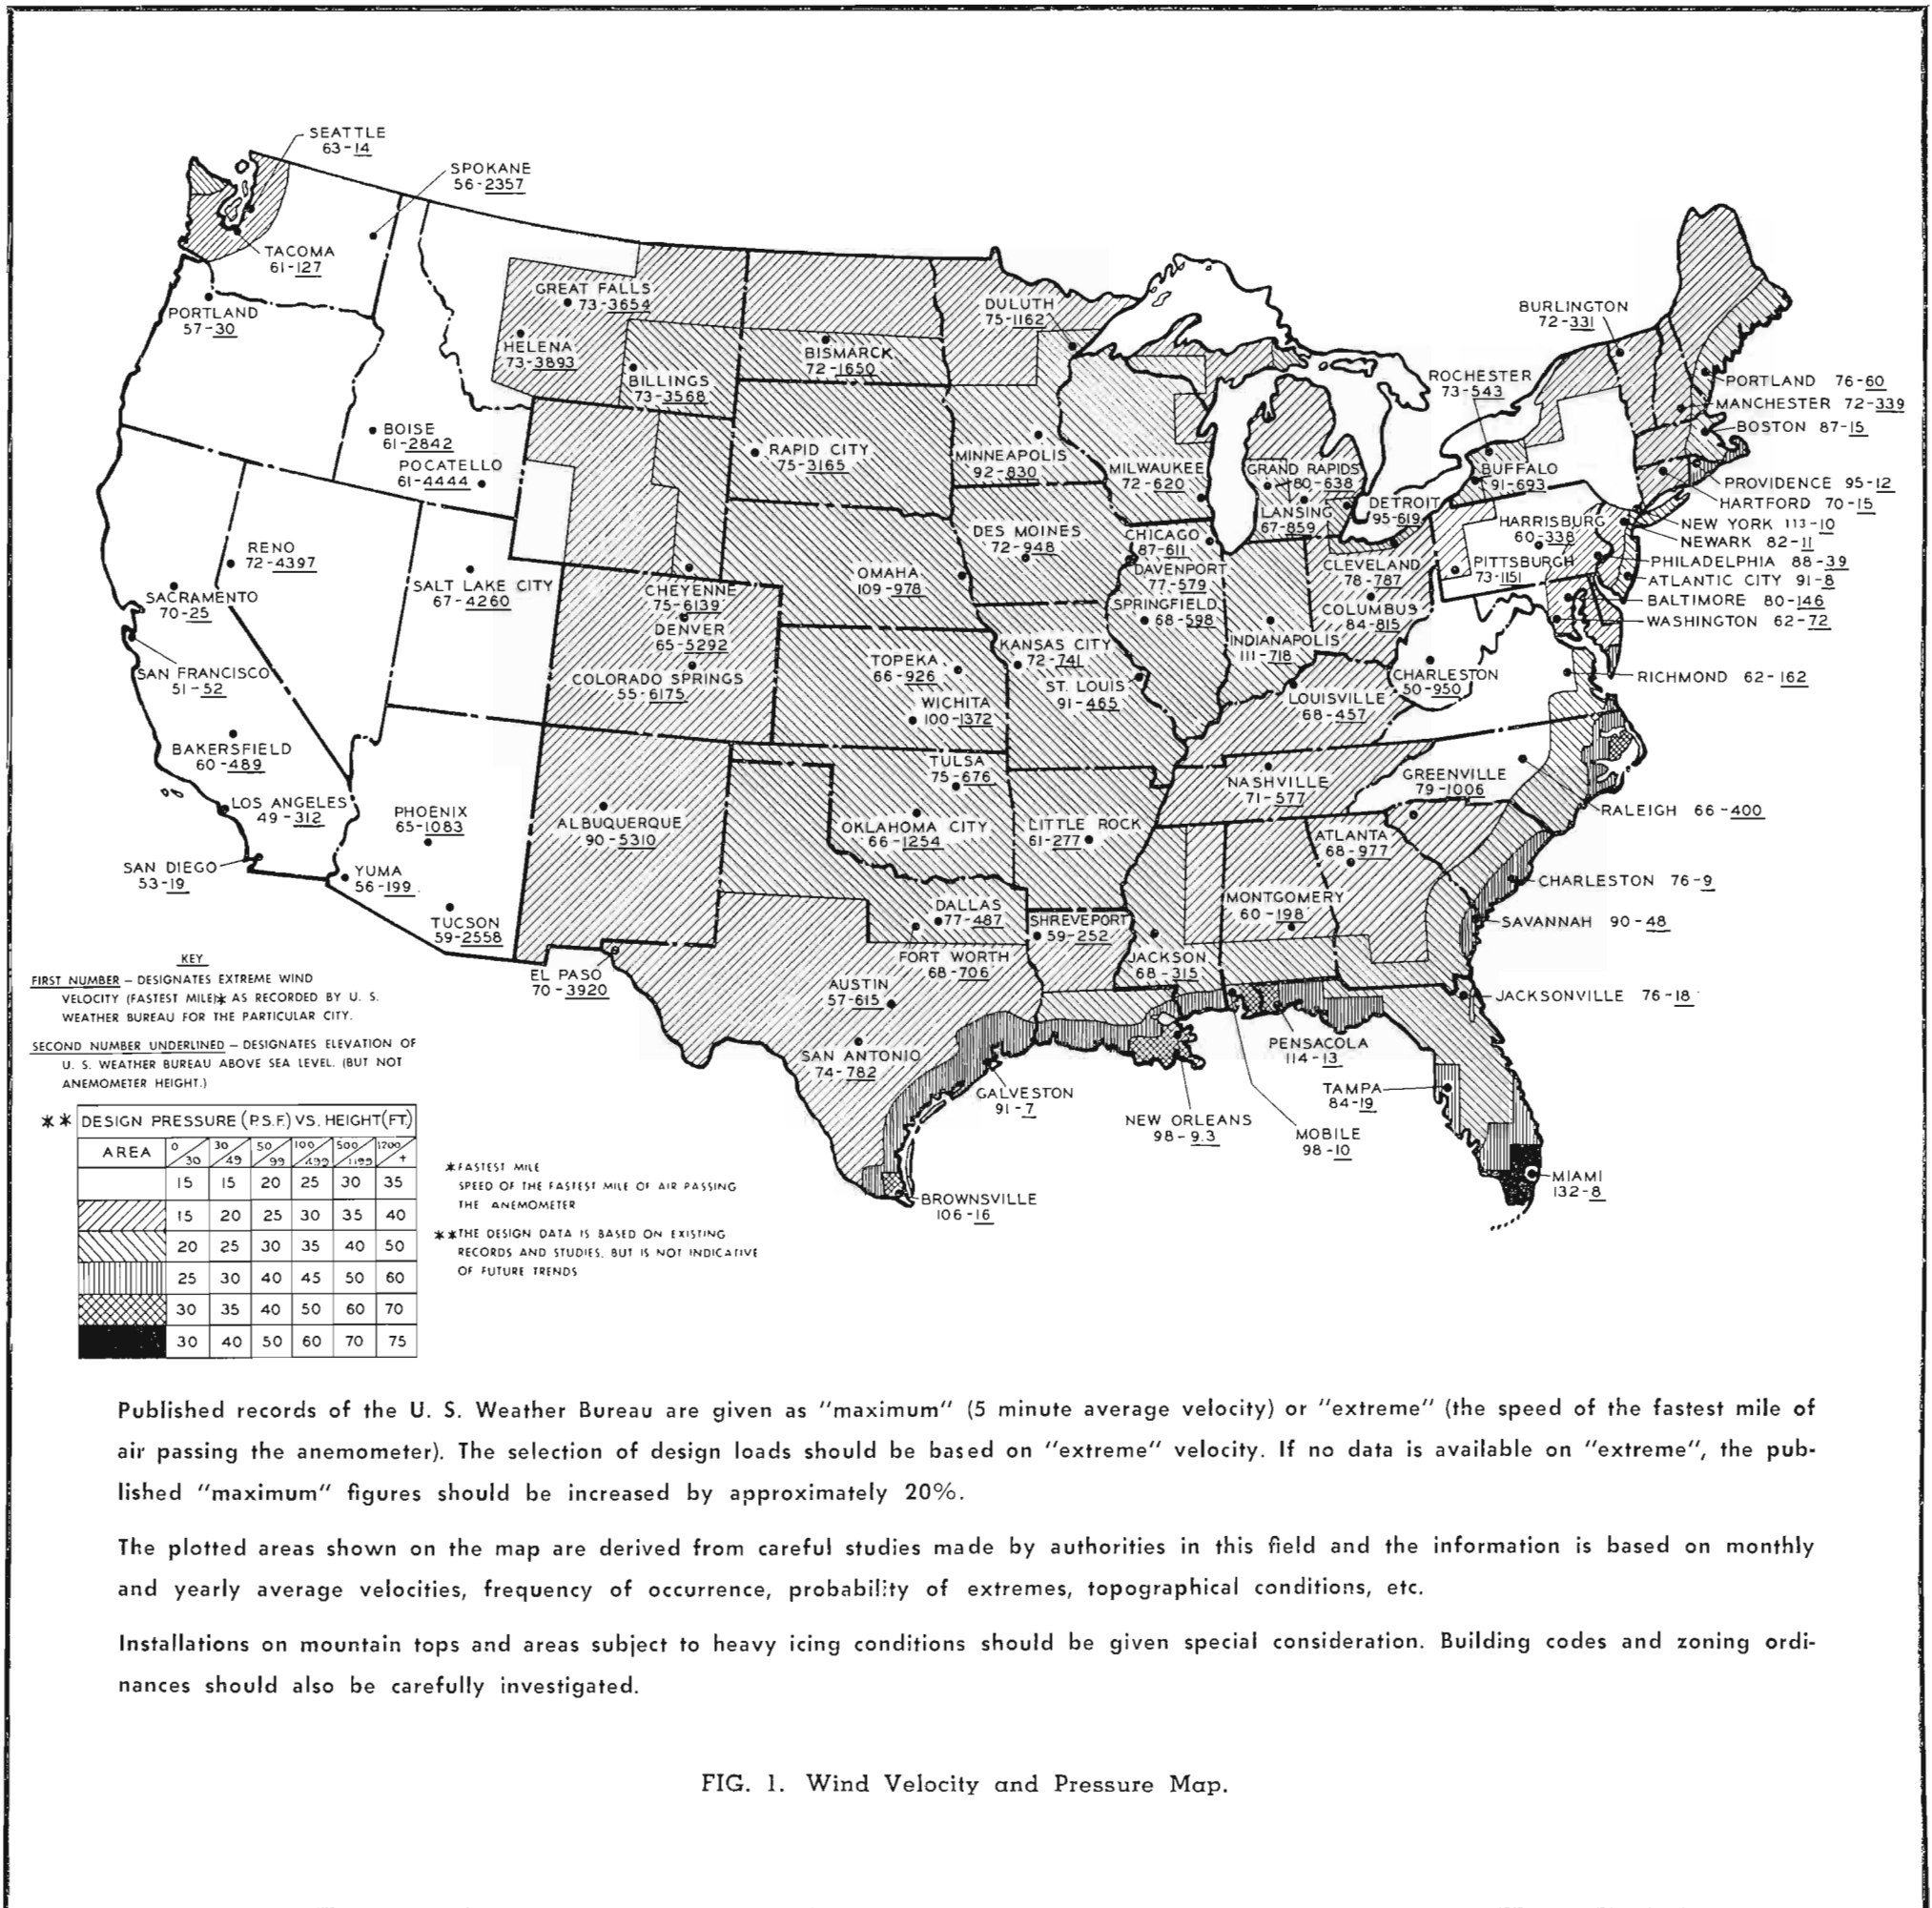 SEATTLE
63-14
SPOKANE
56-2357
TACOMA
61-127
PORTLAND
57-30
GREAT FALLS
73-3654
HELENA
73-3893
BILLINGS
73-3568
BISMARCK
72-1650
DULUTH
75-1162
BURLINGTON
72-331
ROCHESTER
73-543
PORTLAND 76-60
MANCHESTER 72-339
BOSTON 87-15
BOISE
61-2842
POCATELLO
61-4444
RAPID CITY
75-3165
MINNEAPOLIS
92-830
MILWAUKEE
72-620
GRAND RAPIDS
80-638
LANSING
67-859
DETROIT
95-619
BUFFALO
91-693
PROVIDENCE 95-12
HARTFORD 70-15
NEW YORK 113-10
NEWARK 82-11
HARRISBURG
60-338
PITTSBURGH
73-1151
PHILADELPHIA 88-39
ATLANTIC CITY 91-8
BALTIMORE 80-146
WASHINGTON 62-72
RENO
72-4397
SACRAMENTO
70-25
SALT LAKE CITY
67-4260
CHEYENNE
75-6139
DENVER
65-5292
COLORADO SPRINGS
55-6175
OMAHA
109-978
DES MOINES
72-948
CHICAGO
87-611
DAVENPORT
77-579
SPRINGFIELD
68-598
INDIANAPOLIS
111-718
CLEVELAND
78-787
COLUMBUS
84-815
CHARLESTON
50-950
RICHMOND 62-162
SAN FRANCISCO
51-52
TOPEKA
66-926
KANSAS CITY
72-741
ST. LOUIS
91-465
WICHITA
100-1372
LOUISVILLE
68-457
BAKERSFIELD
60-489
LOS ANGELES
49-312
PHOENIX
65-1083
ALBUQUERQUE
90-5310
TULSA
75-676
OKLAHOMA CITY
66-1254
LITTLE ROCK
61-277
NASHVILLE
71-577
GREENVILLE
79-1006
RALEIGH 66-400
ATLANTA
68-977
SAN DIEGO
53-19
YUMA
56-199
TUCSON
59-2558
DALLAS
77-487
SHREVEPORT
59-252
MONTGOMERY
60-198
CHARLESTON 76-9
SAVANNAH 90-48
EL PASO
70-3920
FORT WORTH
68-706
JACKSON
68-315
AUSTIN
57-615
JACKSONVILLE 76-18
SAN ANTONIO
74-782
GALVESTON
91-7
PENSACOLA
114-13
TAMPA
84-19
NEW ORLEANS
98-9.3
MOBILE
98-10
MIAMI
132-8
BROWNSVILLE
106-16
KEY
FIRST NUMBER – DESIGNATES EXTREME WIND
VELOCITY (FASTEST MILE)* AS RECORDED BY U. S.
WEATHER BUREAU FOR THE PARTICULAR CITY.
SECOND NUMBER UNDERLINED – DESIGNATES ELEVATION OF
U. S. WEATHER BUREAU ABOVE SEA LEVEL. (BUT NOT
ANEMOMETER HEIGHT.)
** DESIGN PRESSURE (P.S.F.) VS. HEIGHT (FT.)
AREA 0/30 30/49 50/99 100/499 500/1199 1200/+
15 15 20 25 30 35
15 20 25 30 35 40
20 25 30 35 40 50
25 30 40 45 50 60
30 35 40 50 60 70
30 40 50 60 70 75
* FASTEST MILE
SPEED OF THE FASTEST MILE OF AIR PASSING
THE ANEMOMETER
** THE DESIGN DATA IS BASED ON EXISTING
RECORDS AND STUDIES, BUT IS NOT INDICATIVE
OF FUTURE TRENDS
Published records of the U. S. Weather Bureau are given as "maximum" (5 minute average velocity) or "extreme" (the speed of the fastest mile of
air passing the anemometer). The selection of design loads should be based on "extreme" velocity. If no data is available on "extreme", the pub-
lished "maximum" figures should be increased by approximately 20%.
The plotted areas shown on the map are derived from careful studies made by authorities in this field and the information is based on monthly
and yearly average velocities, frequency of occurrence, probability of extremes, topographical conditions, etc.
Installations on mountain tops and areas subject to heavy icing conditions should be given special consideration. Building codes and zoning ordi-
nances should also be carefully investigated.
FIG. 1. Wind Velocity and Pressure Map.